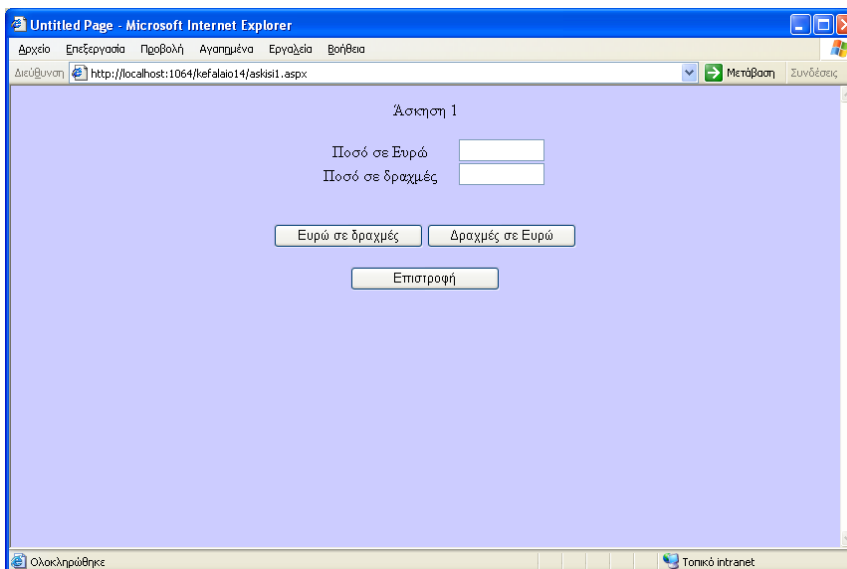 Untitled Page - Microsoft Internet Explorer
Αρχείο Επεξεργασία Προβολή Αγαπημένα Εργαλεία Βοήθεια
Διεύθυνση http://localhost:1064/kefalaio14/askisi1.aspx Μετάβαση Συνδέσεις
Άσκηση 1
Ποσό σε Ευρώ
Ποσό σε δραχμές
Ευρώ σε δραχμές Δραχμές σε Ευρώ
Επιστροφή
Ολοκληρώθηκε Τοπικό intranet